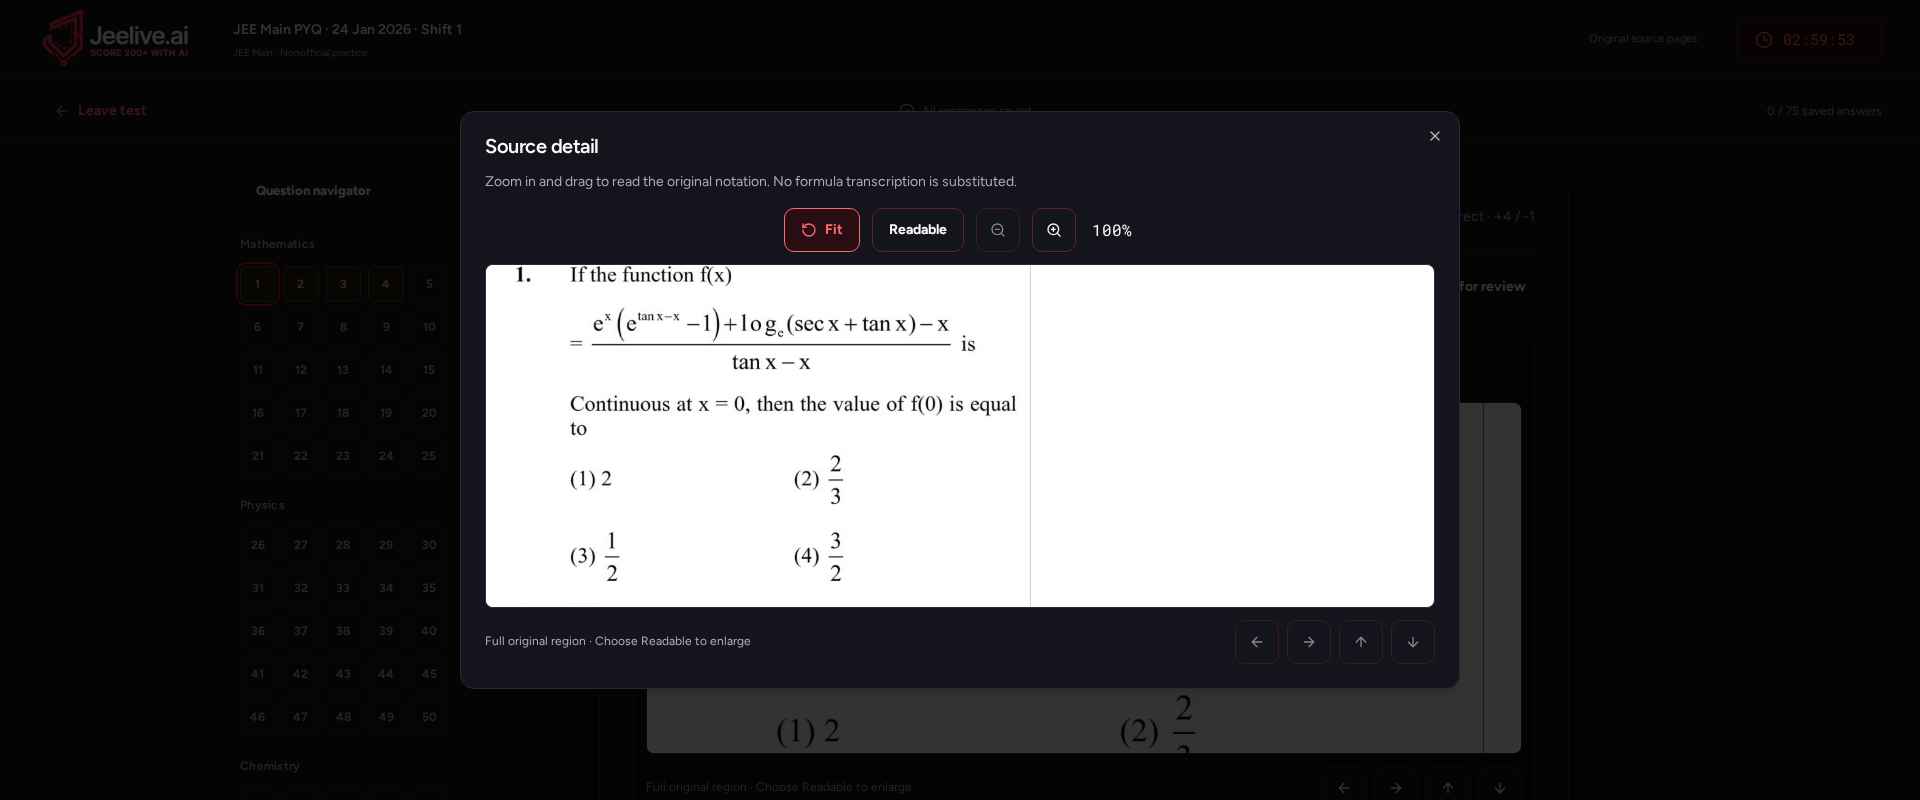 Jeelive.ai
SCORE 200+ WITH AI
JEE Main PYQ · 24 Jan 2026 · Shift 1
JEE Main · Nonofficial practice
Original source pages
02:59:53
Leave test
0 / 75 saved answers
Source detail
Zoom in and drag to read the original notation. No formula transcription is substituted.
Fit
Readable
100%
1. If the function f(x)
= \frac{e^x (e^{tan x−x} −1)+log_e(sec x + tan x)− x}{tan x − x} is
Continuous at x = 0, then the value of f(0) is equal
to
(1) 2 (2) 2/3
(3) 1/2 (4) 3/2
Full original region · Choose Readable to enlarge
Question navigator
Mathematics
1 2 3 4 5
6 7 8 9 10
11 12 13 14 15
16 17 18 19 20
21 22 23 24 25
Physics
26 27 28 29 30
31 32 33 34 35
36 37 38 39 40
41 42 43 44 45
46 47 48 49 50
Chemistry
rect · +4 / -1
for review
(1) 2 (2) 2
Full original region · Choose Readable to enlarge